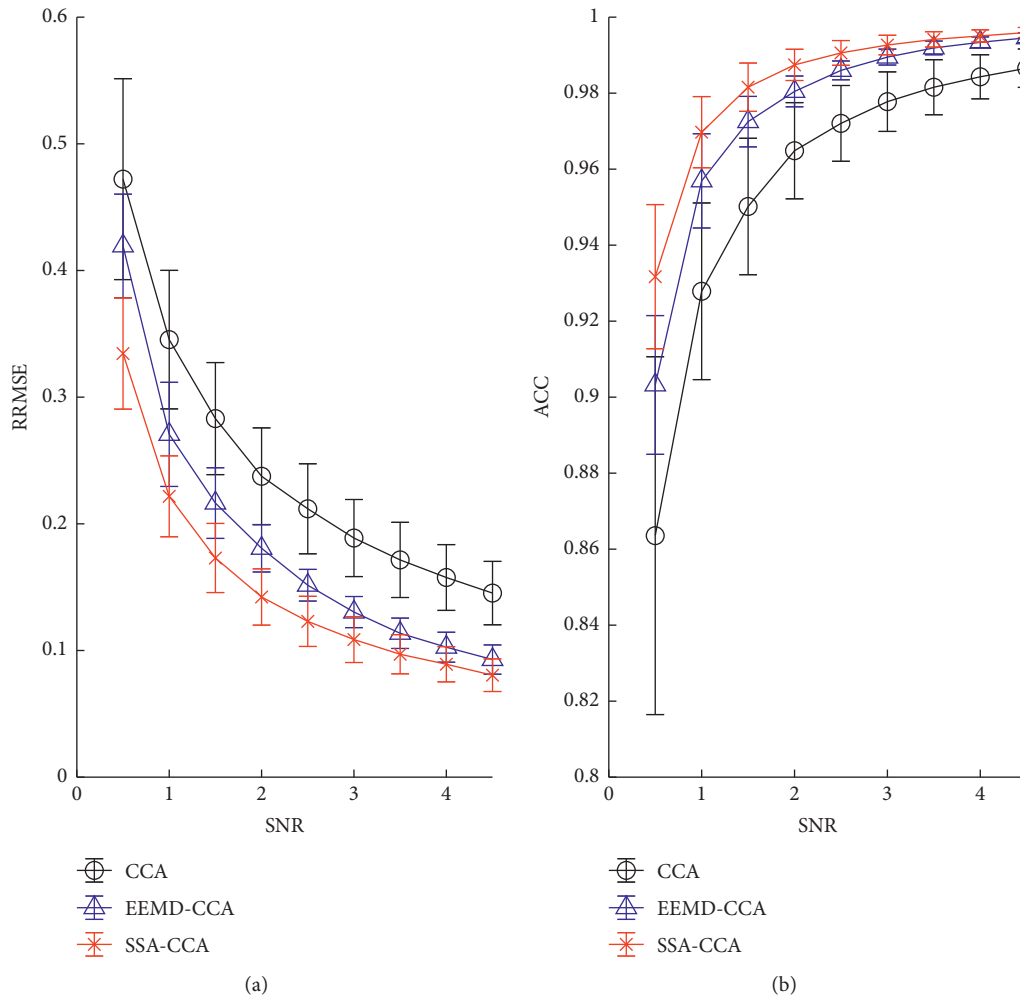 0.6
0.5
0.4
0.3
0.2
0.1
0
RRMSE
0 1 2 3 4
SNR
CCA
EEMD-CCA
SSA-CCA
(a)
1
0.98
0.96
0.94
0.92
0.9
0.88
0.86
0.84
0.82
0.8
ACC
0 1 2 3 4
SNR
CCA
EEMD-CCA
SSA-CCA
(b)